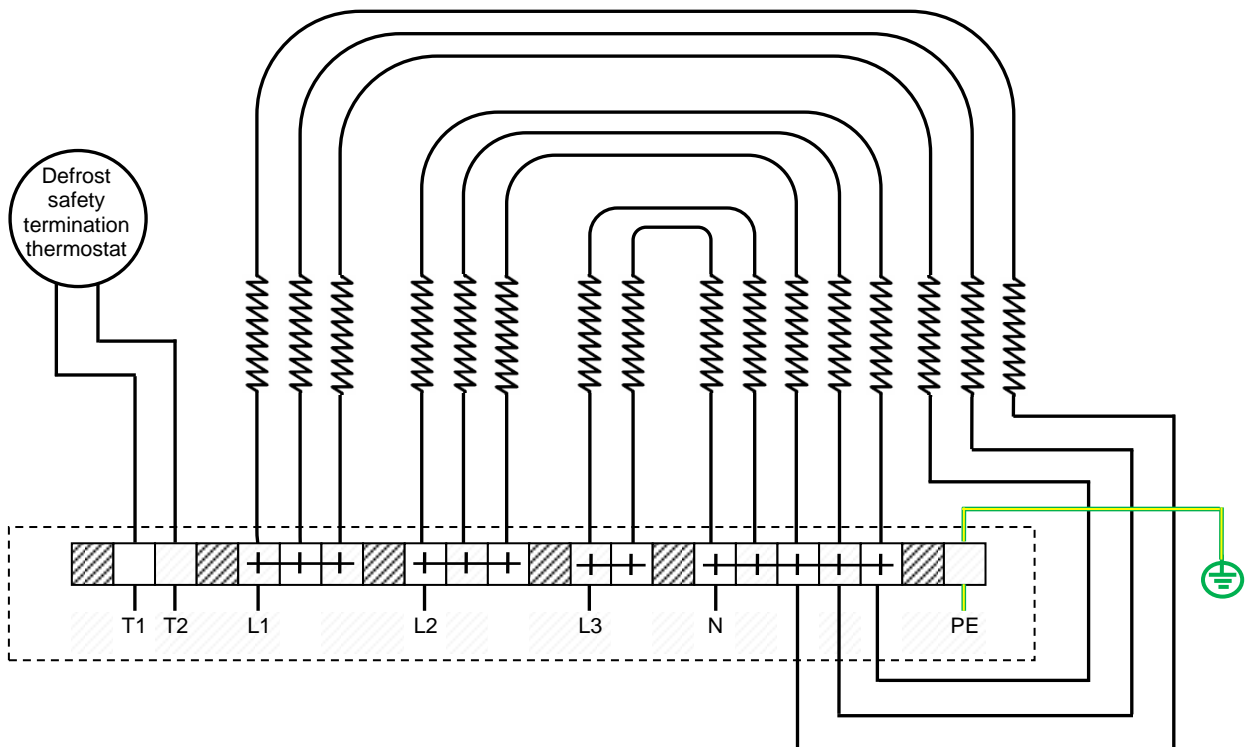 Defrost
safety
termination
thermostat
T1 T2 L1 L2 L3 N PE